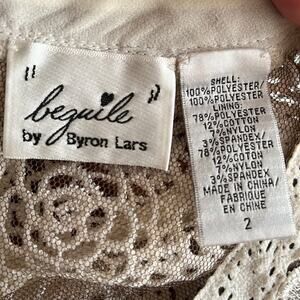 "beguile"
by Byron Lars
SHELL:
100%POLYESTER/
100%POLYESTER
LINING:
78%POLYESTER
12%COTTON
7%NYLON
3%SPANDEX/
78%POLYESTER
12%COTON
7%NYLON
3%SPANDEX
MADE IN CHINA/
FABRIQUE
EN CHINE
2